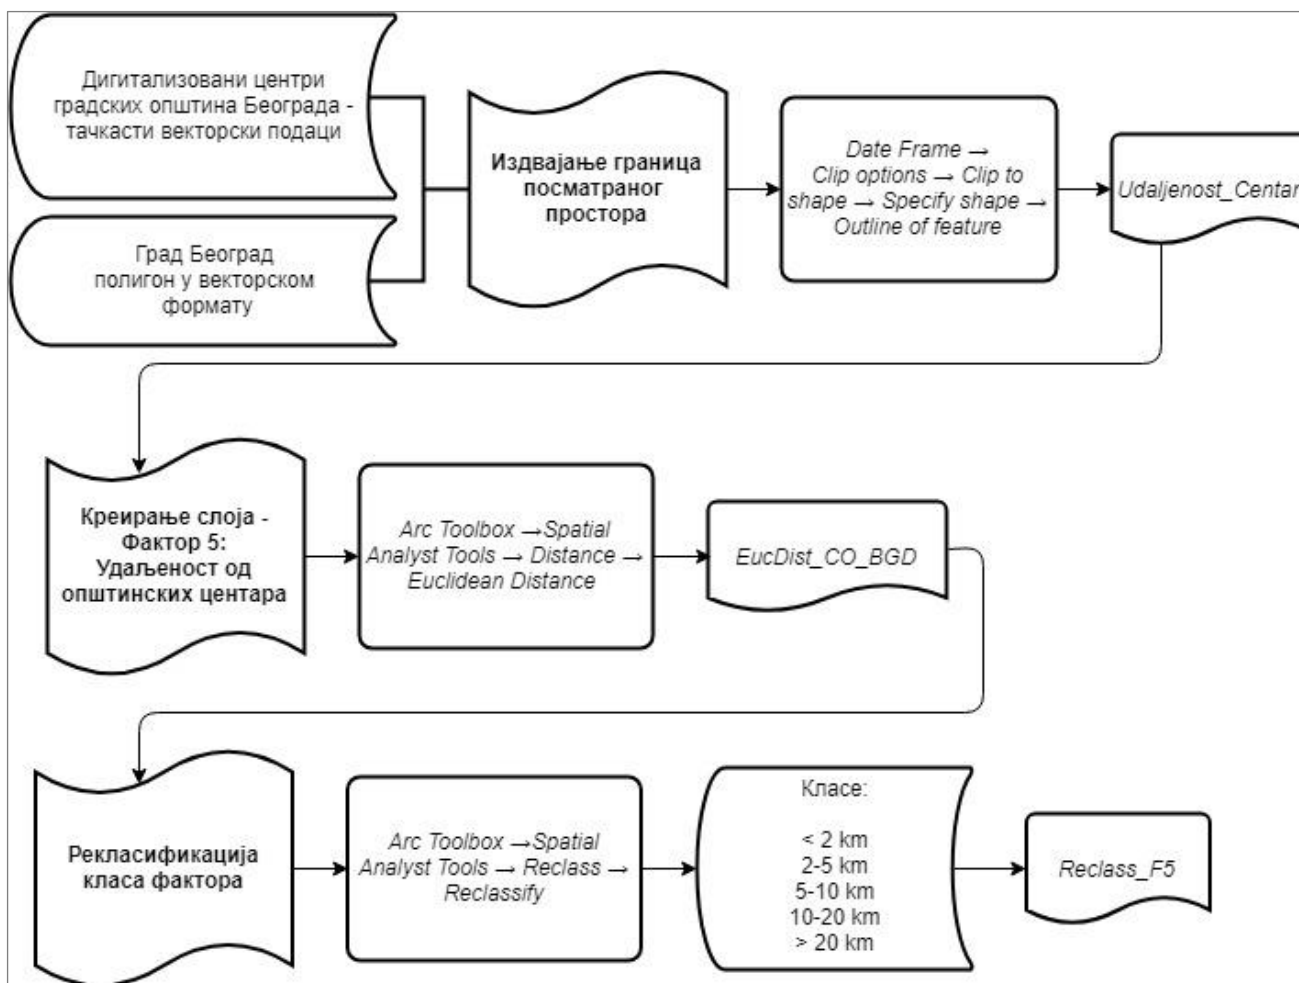 Дигитализовани центри
градских општина Београда -
тачкасти векторски подаци
Град Београд
полигон у векторском
формату
Издвајање граница
посматраног
простора
Date Frame →
Clip options → Clip to
shape → Specify shape →
Outline of feature
Udaljenost_Centar
Креирање слоја -
Фактор 5:
Удаљеност од
општинских центара
Arc Toolbox →Spatial
Analyst Tools → Distance →
Euclidean Distance
EucDist_CO_BGD
Рекласификација
класа фактора
Arc Toolbox →Spatial
Analyst Tools → Reclass →
Reclassify
Класе:
< 2 km
2-5 km
5-10 km
10-20 km
> 20 km
Reclass_F5